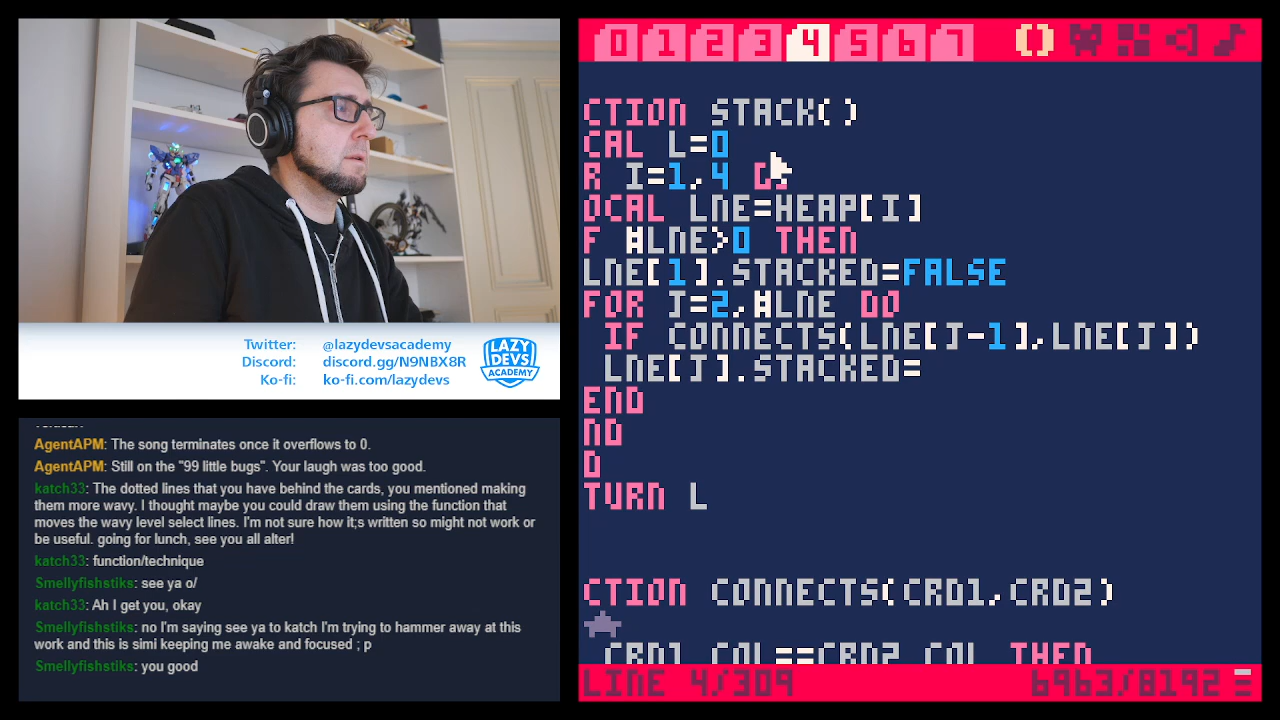 Twitter: @lazydevsacademy
Discord: discord.gg/N9NBX8R
Ko-fi: ko-fi.com/lazydevs
LAZY
DEVS
ACADEMY
AgentAPM: The song terminates once it overflows to 0.
AgentAPM: Still on the "99 little bugs". Your laugh was too good.
katch33: The dotted lines that you have behind the cards, you mentioned making
them more wavy. I thought maybe you could draw them using the function that
moves the wavy level select lines. I'm not sure how it;s written so might not work or
be useful. going for lunch, see you all alter!
katch33: function/technique
Smellyfishstiks: see ya o/
katch33: Ah I get you, okay
Smellyfishstiks: no I'm saying see ya to katch I'm trying to hammer away at this
work and this is simi keeping me awake and focused ; p
Smellyfishstiks: you good
0 1 2 3 4 5 6 7 ()
CTION STACK()
CAL L=0
R I=1,4
OCAL LNE=HEAP[I]
F #LNE>0 THEN
LNE[1].STACKED=FALSE
FOR J=2,#LNE DO
IF CONNECTS(LNE[J-1],LNE[J])
LNE[J].STACKED=
END
ND
D
TURN L
CTION CONNECTS(CRD1,CRD2)
CRD1.COL==CRD2.COL THEN
LINE 4/309 6963/8192